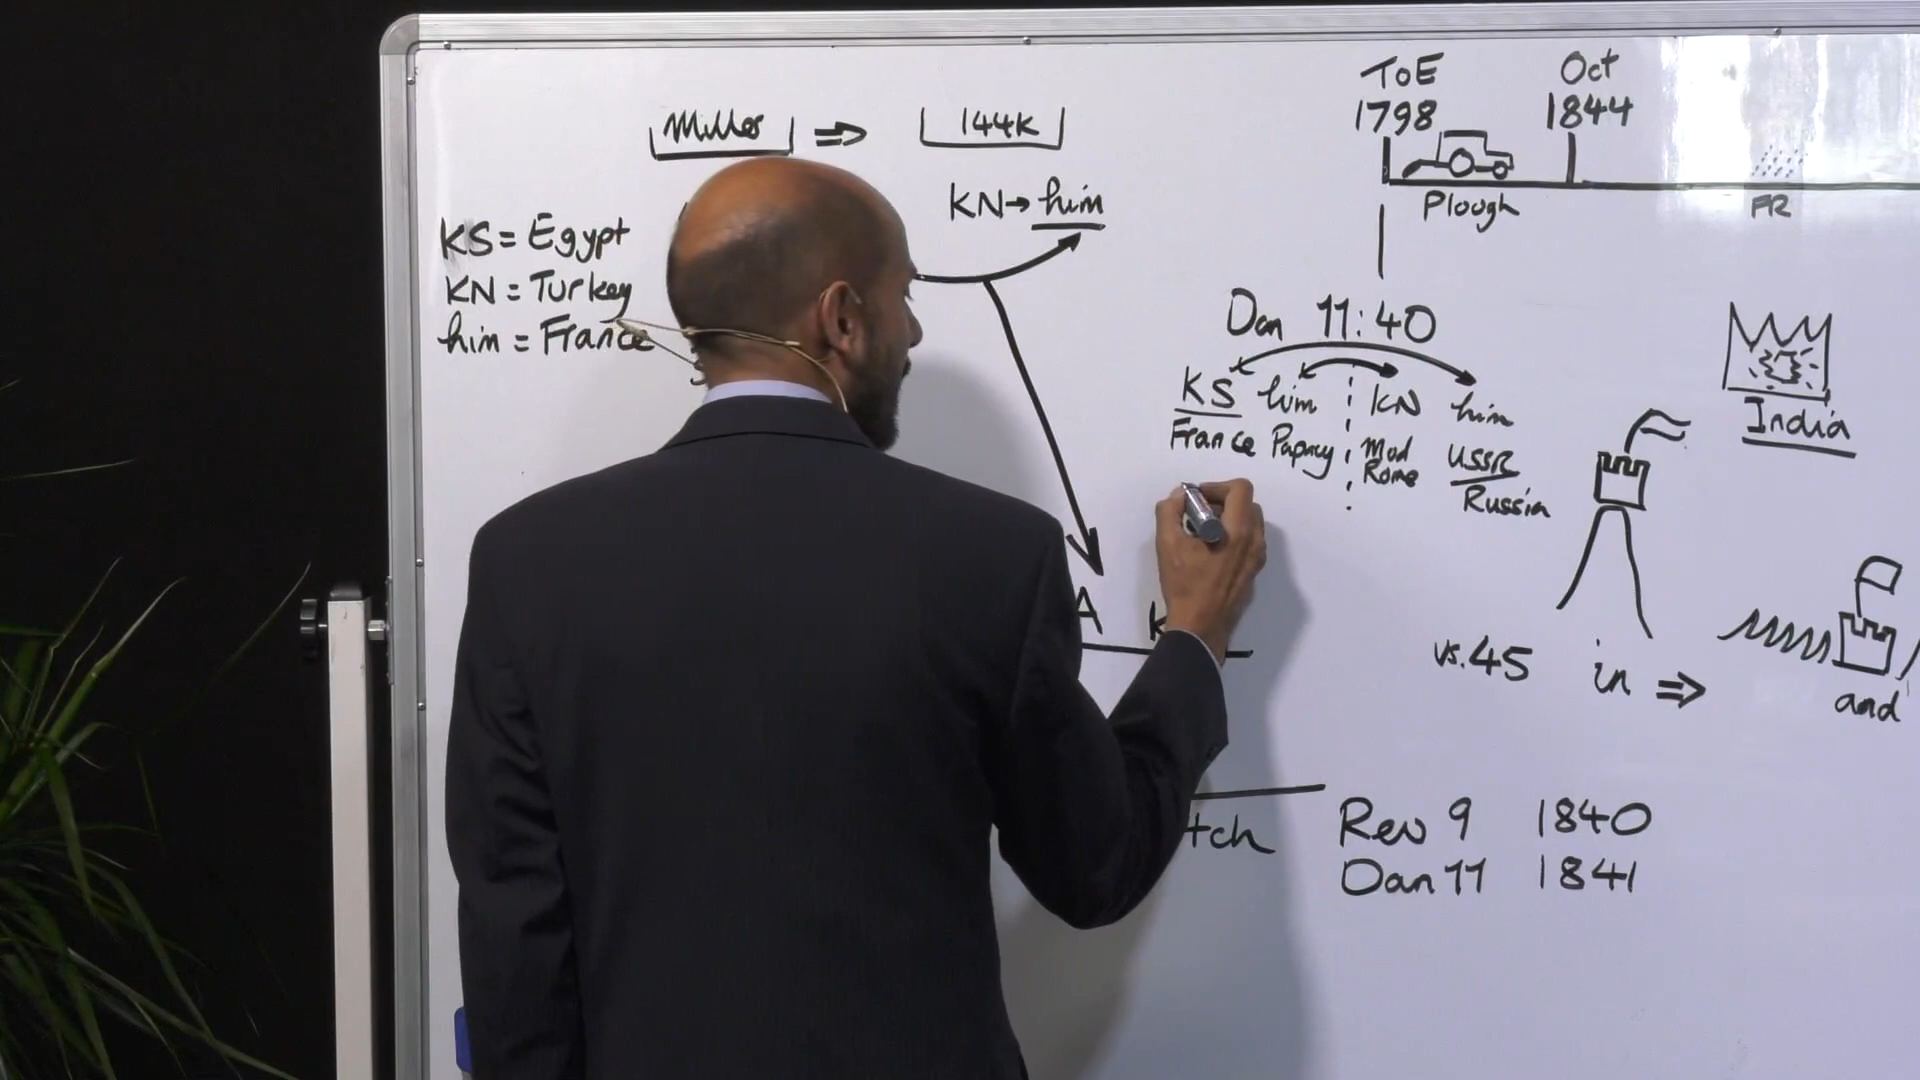 Miller ⇒ 144K
KN → him
KS = Egypt
KN = Turkey
him = France
ToE Oct
1798 1844
Plough FR
Dan 11:40
KS him KN him
France Papacy Mod Rome USSR
Russia
India
A K
vs. 45 in ⇒ and
tch
Rev 9 1840
Dan 11 1841